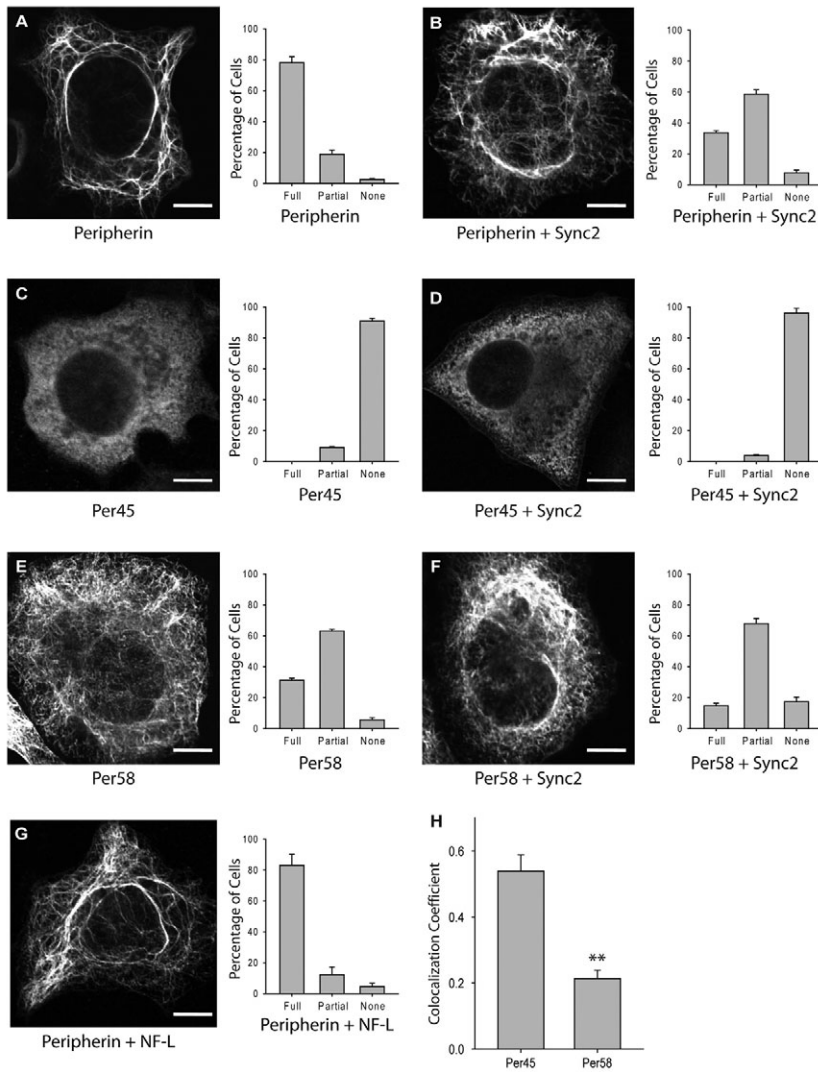 A
Percentage of Cells
100
80
60
40
20
0
Full Partial None
Peripherin
Peripherin
B
Percentage of Cells
100
80
60
40
20
0
Full Partial None
Peripherin + Sync2
Peripherin + Sync2
C
Percentage of Cells
100
80
60
40
20
0
Full Partial None
Per45
Per45
D
Percentage of Cells
100
80
60
40
20
0
Full Partial None
Per45 + Sync2
Per45 + Sync2
E
Percentage of Cells
100
80
60
40
20
0
Full Partial None
Per58
Per58
F
Percentage of Cells
100
80
60
40
20
0
Full Partial None
Per58 + Sync2
Per58 + Sync2
G
Percentage of Cells
100
80
60
40
20
0
Full Partial None
Peripherin + NF-L
Peripherin + NF-L
H
Colocalization Coefficient
0.6
0.4
0.2
0.0
**
Per45 Per58